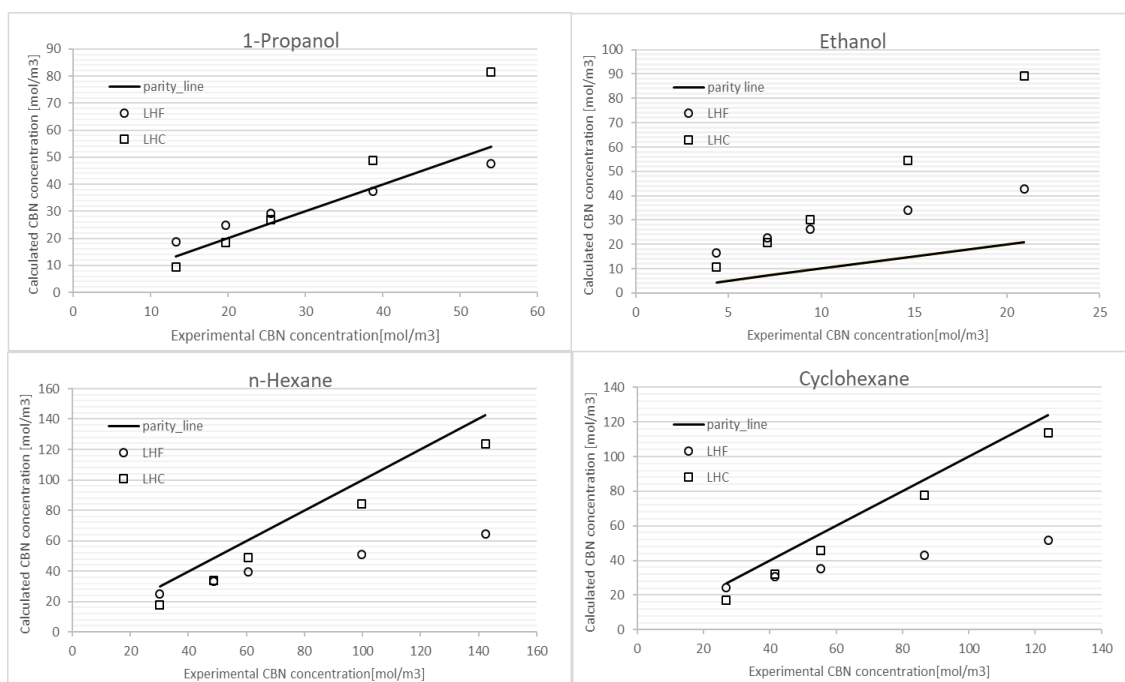 1-Propanol
Calculated CBN concentration [mol/m3]
90
80
70
60
50
40
30
20
10
0
parity_line
LHF
LHC
0 10 20 30 40 50 60
Experimental CBN concentration[mol/m3]
Ethanol
Calculated CBN concentration [mol/m3]
100
90
80
70
60
50
40
30
20
10
0
parity line
LHF
LHC
0 5 10 15 20 25
Experimental CBN concentration[mol/m3]
n-Hexane
Calculated CBN concentration [mol/m3]
160
140
120
100
80
60
40
20
0
parity_line
LHF
LHC
0 20 40 60 80 100 120 140 160
Experimental CBN concentration[mol/m3]
Cyclohexane
Calculated CBN concentration [mol/m3]
140
120
100
80
60
40
20
0
parity_line
LHF
LHC
0 20 40 60 80 100 120 140
Experimental CBN concentration[mol/m3]